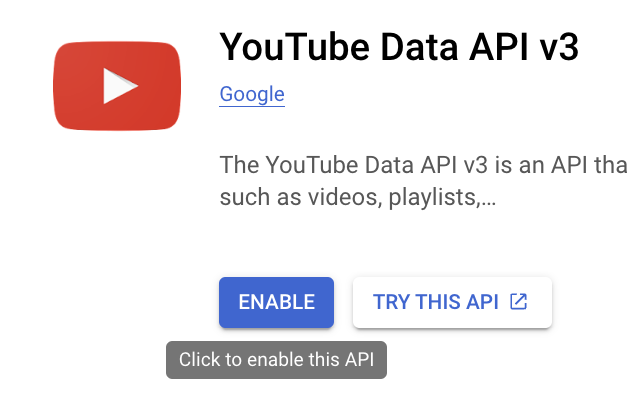 YouTube Data API v3
Google
The YouTube Data API v3 is an API tha
such as videos, playlists,...
ENABLE
TRY THIS API
Click to enable this API